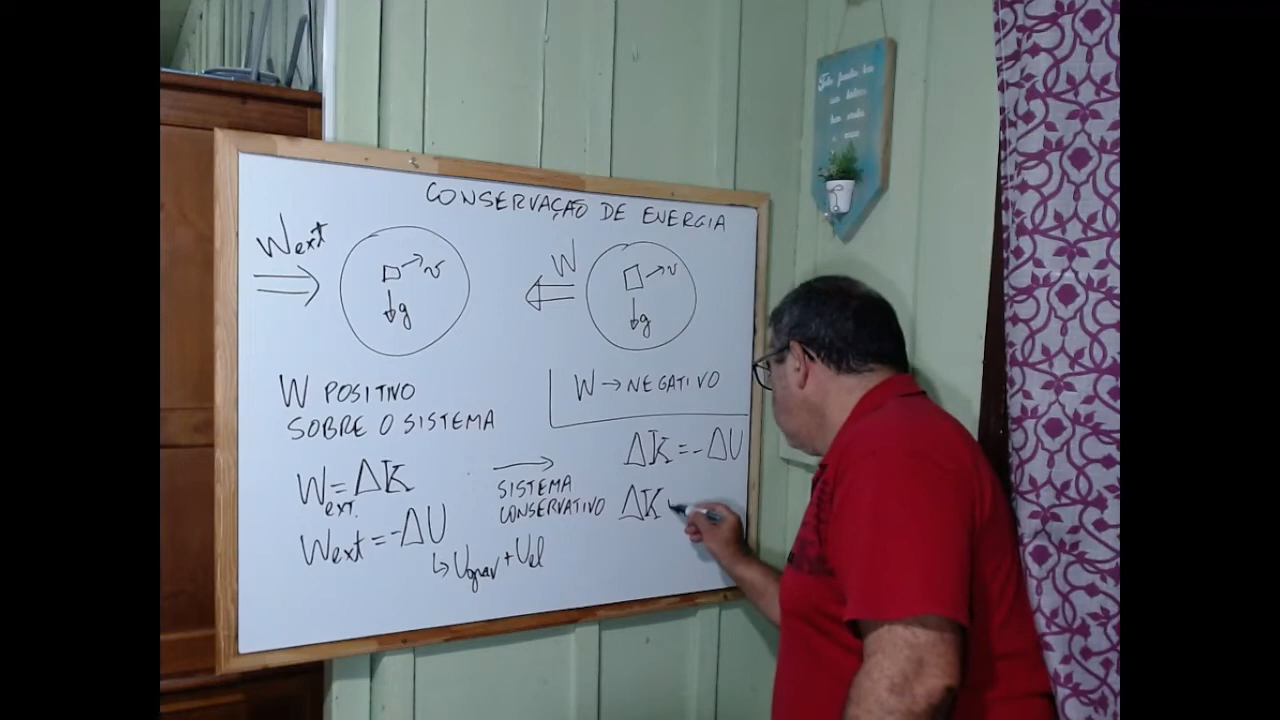 CONSERVAÇÃO DE ENERGIA
Wext
v
g
W
v
g
W POSITIVO
SOBRE O SISTEMA
W → NEGATIVO
Wext. = ΔK
Wext = -ΔU
↳ Ugrav + Uel
→
SISTEMA
CONSERVATIVO
ΔK = -ΔU
ΔK